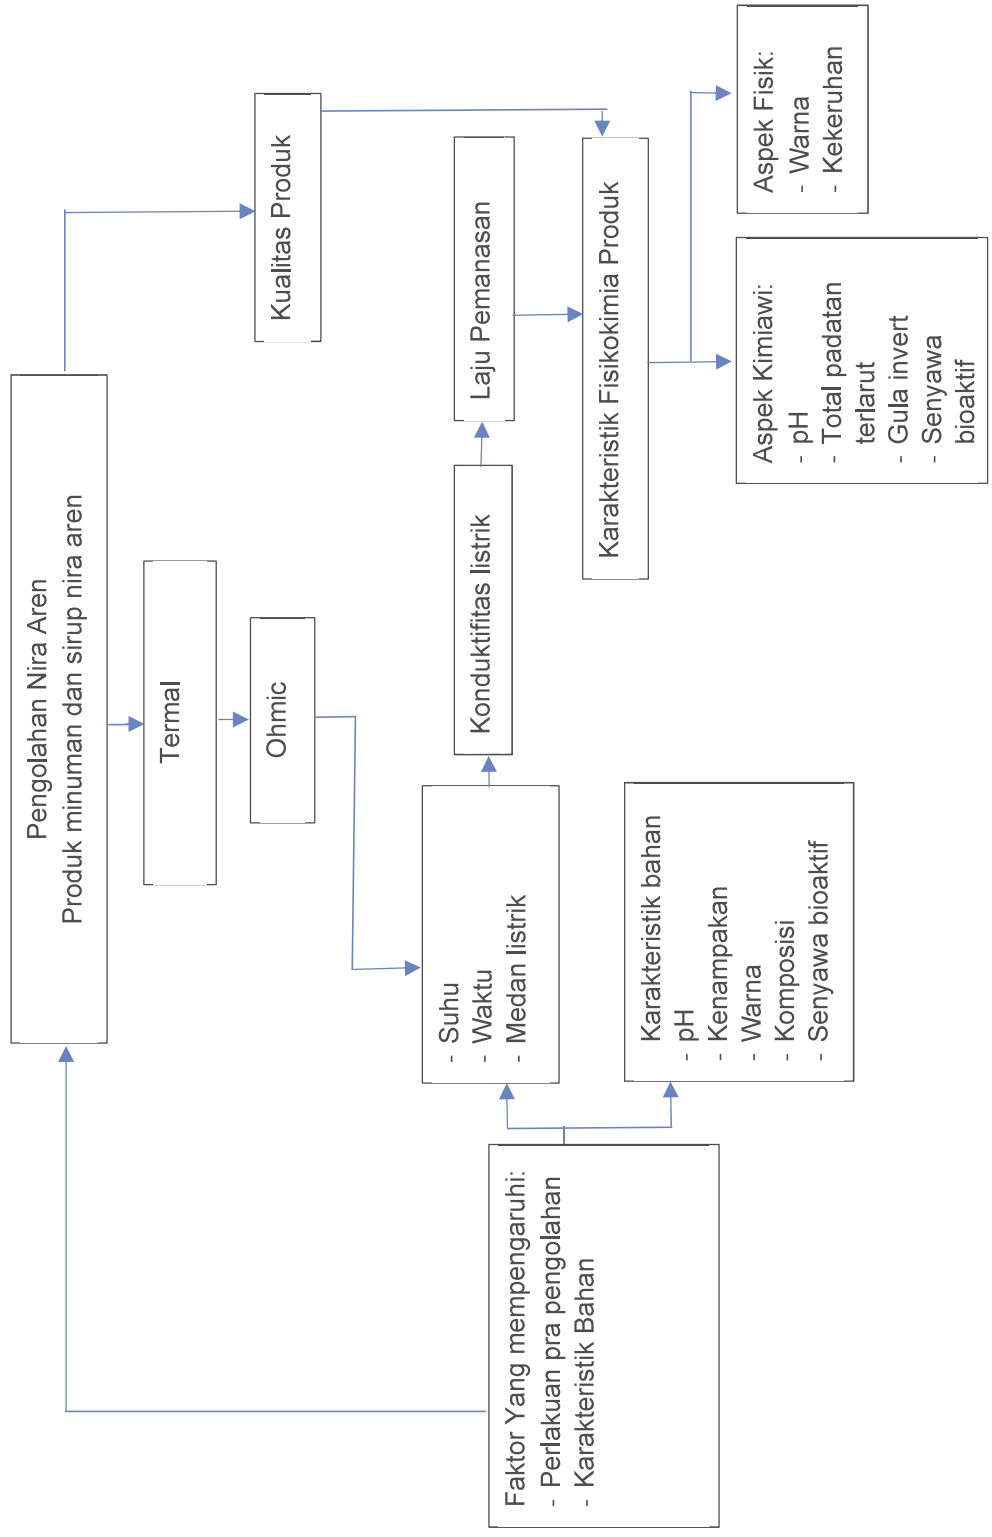 Pengolahan Nira Aren
Produk minuman dan sirup nira aren
Termal
Ohmic
Kualitas Produk
Faktor Yang mempengaruhi:
- Perlakuan pra pengolahan
- Karakteristik Bahan
- Suhu
- Waktu
- Medan listrik
Konduktifitas listrik
Laju Pemanasan
Karakteristik bahan
- pH
- Kenampakan
- Warna
- Komposisi
- Senyawa bioaktif
Karakteristik Fisikokimia Produk
Aspek Kimiawi:
- pH
- Total padatan
terlarut
- Gula invert
- Senyawa
bioaktif
Aspek Fisik:
- Warna
- Kekeruhan